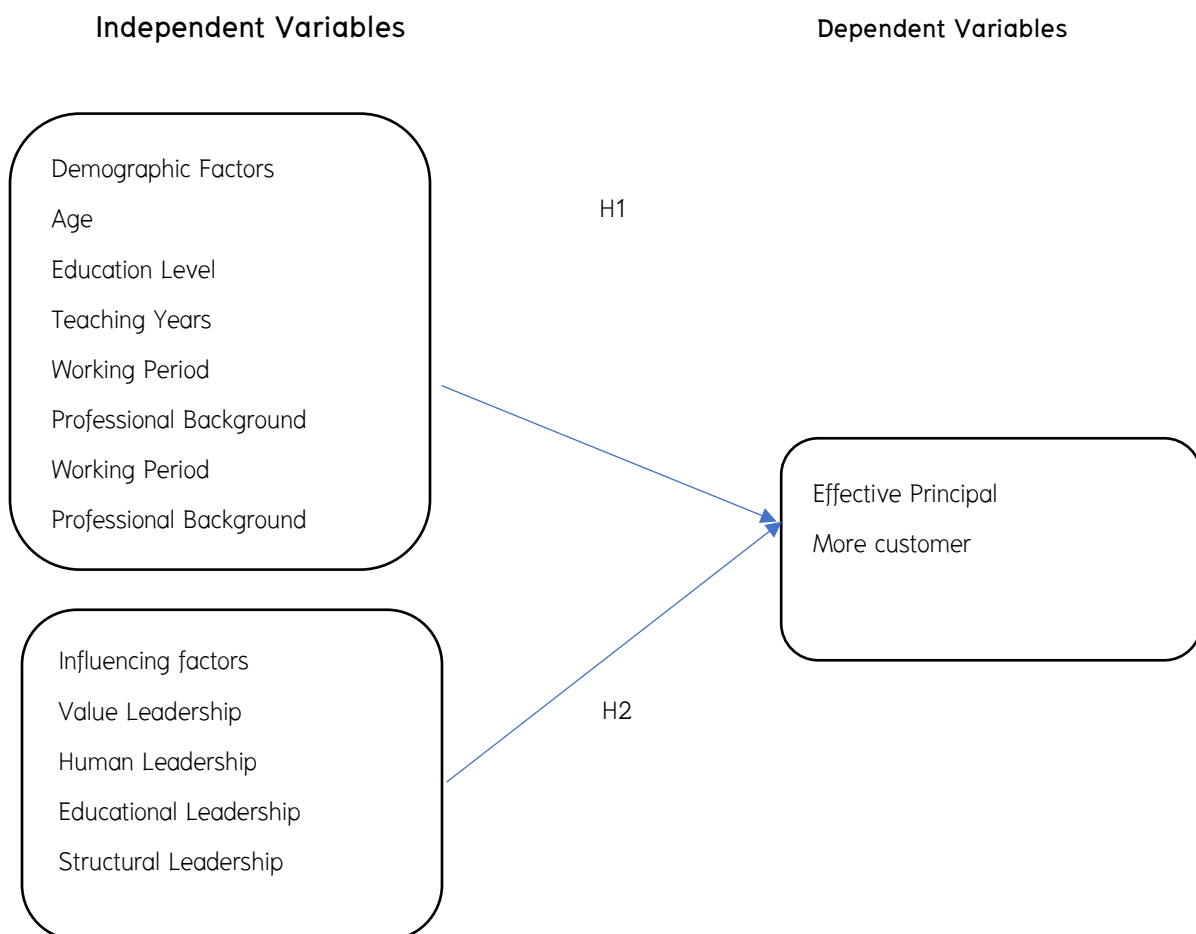 Independent Variables
Dependent Variables
Demographic Factors
Age
Education Level
Teaching Years
Working Period
Professional Background
Working Period
Professional Background
H1
Effective Principal
More customer
Influencing factors
Value Leadership
Human Leadership
Educational Leadership
Structural Leadership
H2